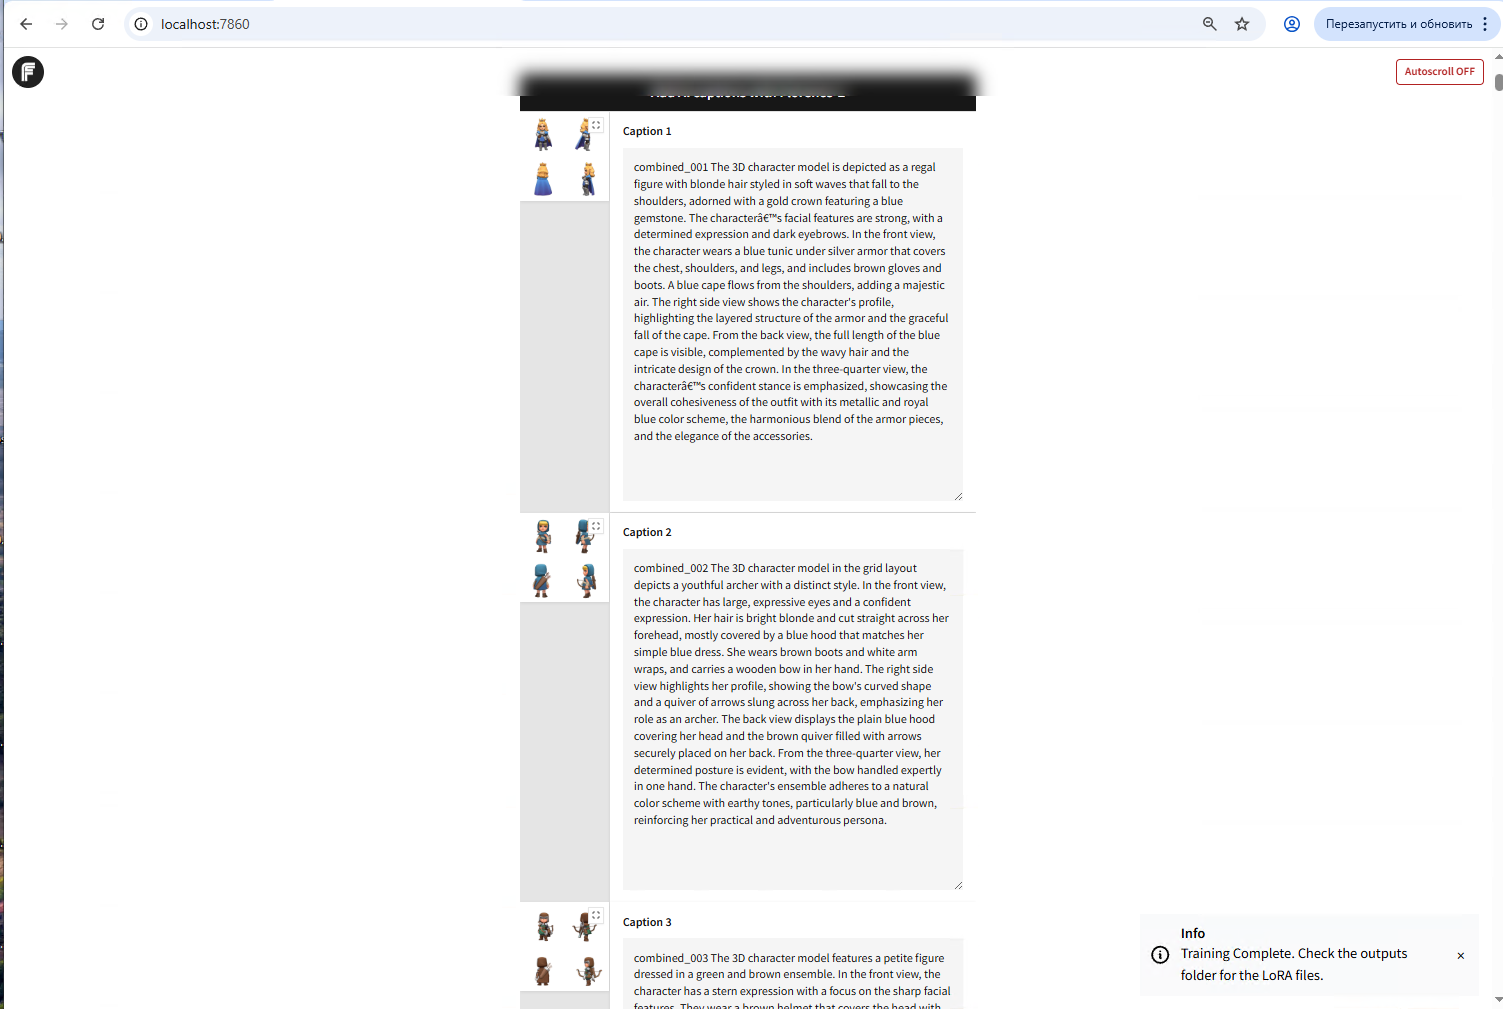 localhost:7860
Перезапустить и обновить
Autoscroll OFF
Caption 1
combined_001 The 3D character model is depicted as a regal
figure with blonde hair styled in soft waves that fall to the
shoulders, adorned with a gold crown featuring a blue
gemstone. The characterâ€™s facial features are strong, with a
determined expression and dark eyebrows. In the front view,
the character wears a blue tunic under silver armor that covers
the chest, shoulders, and legs, and includes brown gloves and
boots. A blue cape flows from the shoulders, adding a majestic
air. The right side view shows the character's profile,
highlighting the layered structure of the armor and the graceful
fall of the cape. From the back view, the full length of the blue
cape is visible, complemented by the wavy hair and the
intricate design of the crown. In the three-quarter view, the
characterâ€™s confident stance is emphasized, showcasing the
overall cohesiveness of the outfit with its metallic and royal
blue color scheme, the harmonious blend of the armor pieces,
and the elegance of the accessories.
Caption 2
combined_002 The 3D character model in the grid layout
depicts a youthful archer with a distinct style. In the front view,
the character has large, expressive eyes and a confident
expression. Her hair is bright blonde and cut straight across her
forehead, mostly covered by a blue hood that matches her
simple blue dress. She wears brown boots and white arm
wraps, and carries a wooden bow in her hand. The right side
view highlights her profile, showing the bow's curved shape
and a quiver of arrows slung across her back, emphasizing her
role as an archer. The back view displays the plain blue hood
covering her head and the brown quiver filled with arrows
securely placed on her back. From the three-quarter view, her
determined posture is evident, with the bow handled expertly
in one hand. The character's ensemble adheres to a natural
color scheme with earthy tones, particularly blue and brown,
reinforcing her practical and adventurous persona.
Caption 3
combined_003 The 3D character model features a petite figure
dressed in a green and brown ensemble. In the front view, the
character has a stern expression with a focus on the sharp facial
features. They wear a brown helmet that covers the head with
Info
Training Complete. Check the outputs
folder for the LoRA files.